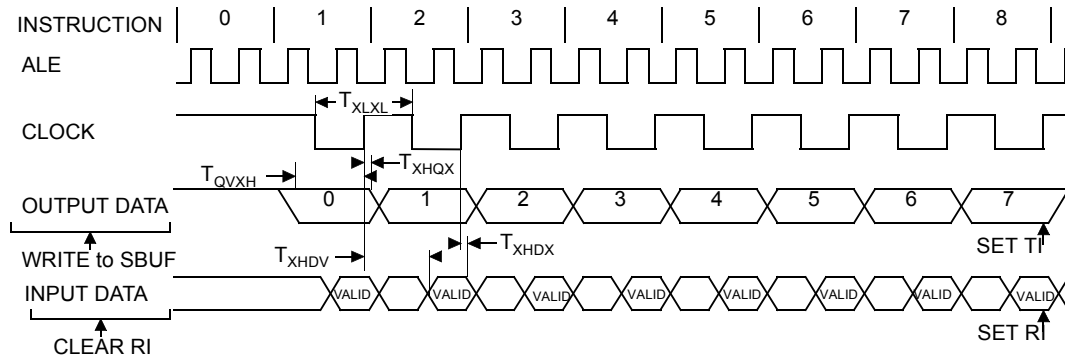 INSTRUCTION 0 1 2 3 4 5 6 7 8
ALE
T_XLXL
CLOCK
T_XHQX
T_QVXH
OUTPUT DATA 0 1 2 3 4 5 6 7
WRITE to SBUF
T_XHDV
T_XHDX
SET TI
INPUT DATA VALID VALID VALID VALID VALID VALID VALID VALID
CLEAR RI
SET RI